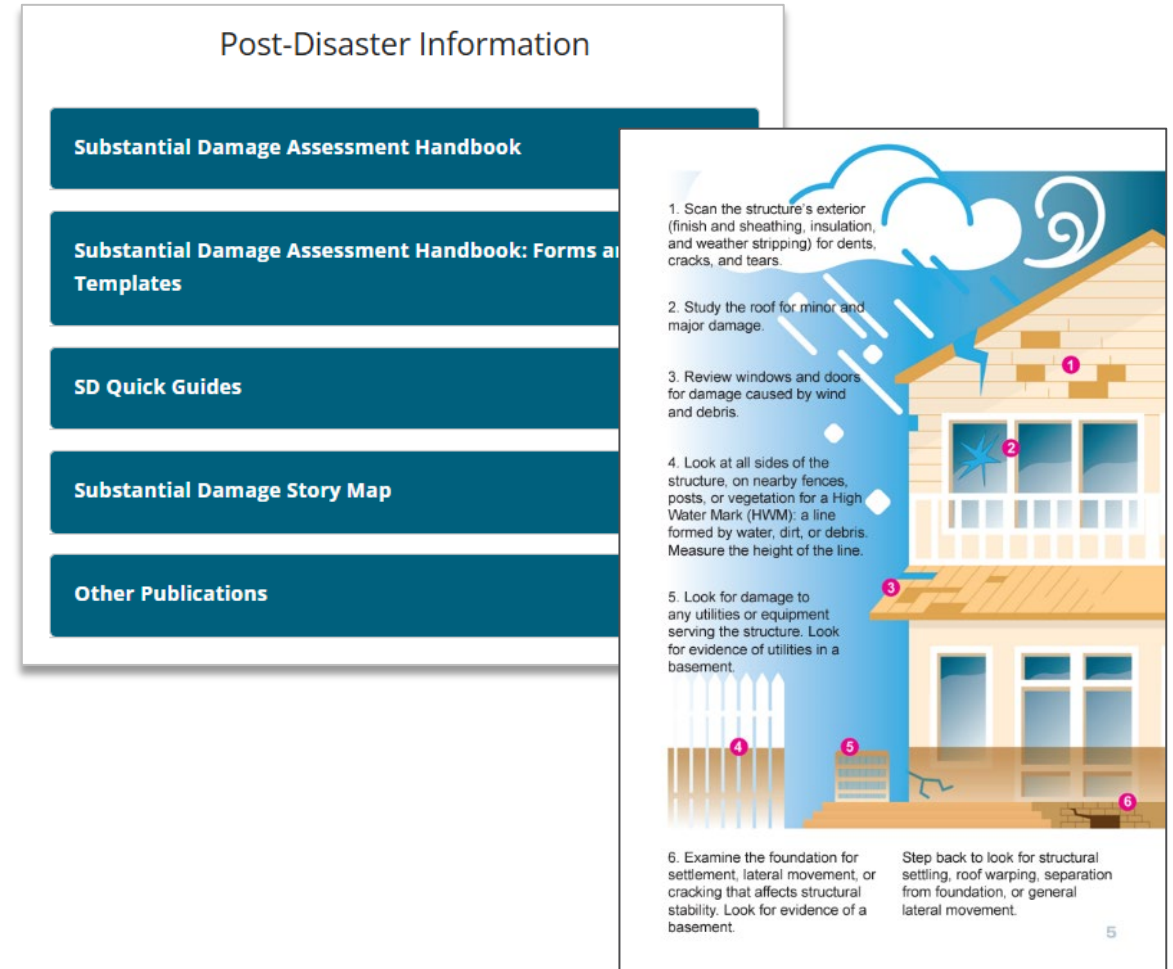 Post-Disaster Information
Substantial Damage Assessment Handbook
Substantial Damage Assessment Handbook: Forms
Templates
SD Quick Guides
Substantial Damage Story Map
Other Publications
1. Scan the structure's exterior
(finish and sheathing, insulation,
and weather stripping) for dents,
cracks, and tears.
2. Study the roof for minor and
major damage.
3. Review windows and doors
for damage caused by wind
and debris.
4. Look at all sides of the
structure, on nearby fences,
posts, or vegetation for a High
Water Mark (HWM): a line
formed by water, dirt, or debris.
Measure the height of the line.
5. Look for damage to
any utilities or equipment
serving the structure. Look
for evidence of utilities in a
basement.
1
2
3
4
5
6
6. Examine the foundation for
settlement, lateral movement, or
cracking that affects structural
stability. Look for evidence of a
basement.
Step back to look for structural
settling, roof warping, separation
from foundation, or general
lateral movement.
5